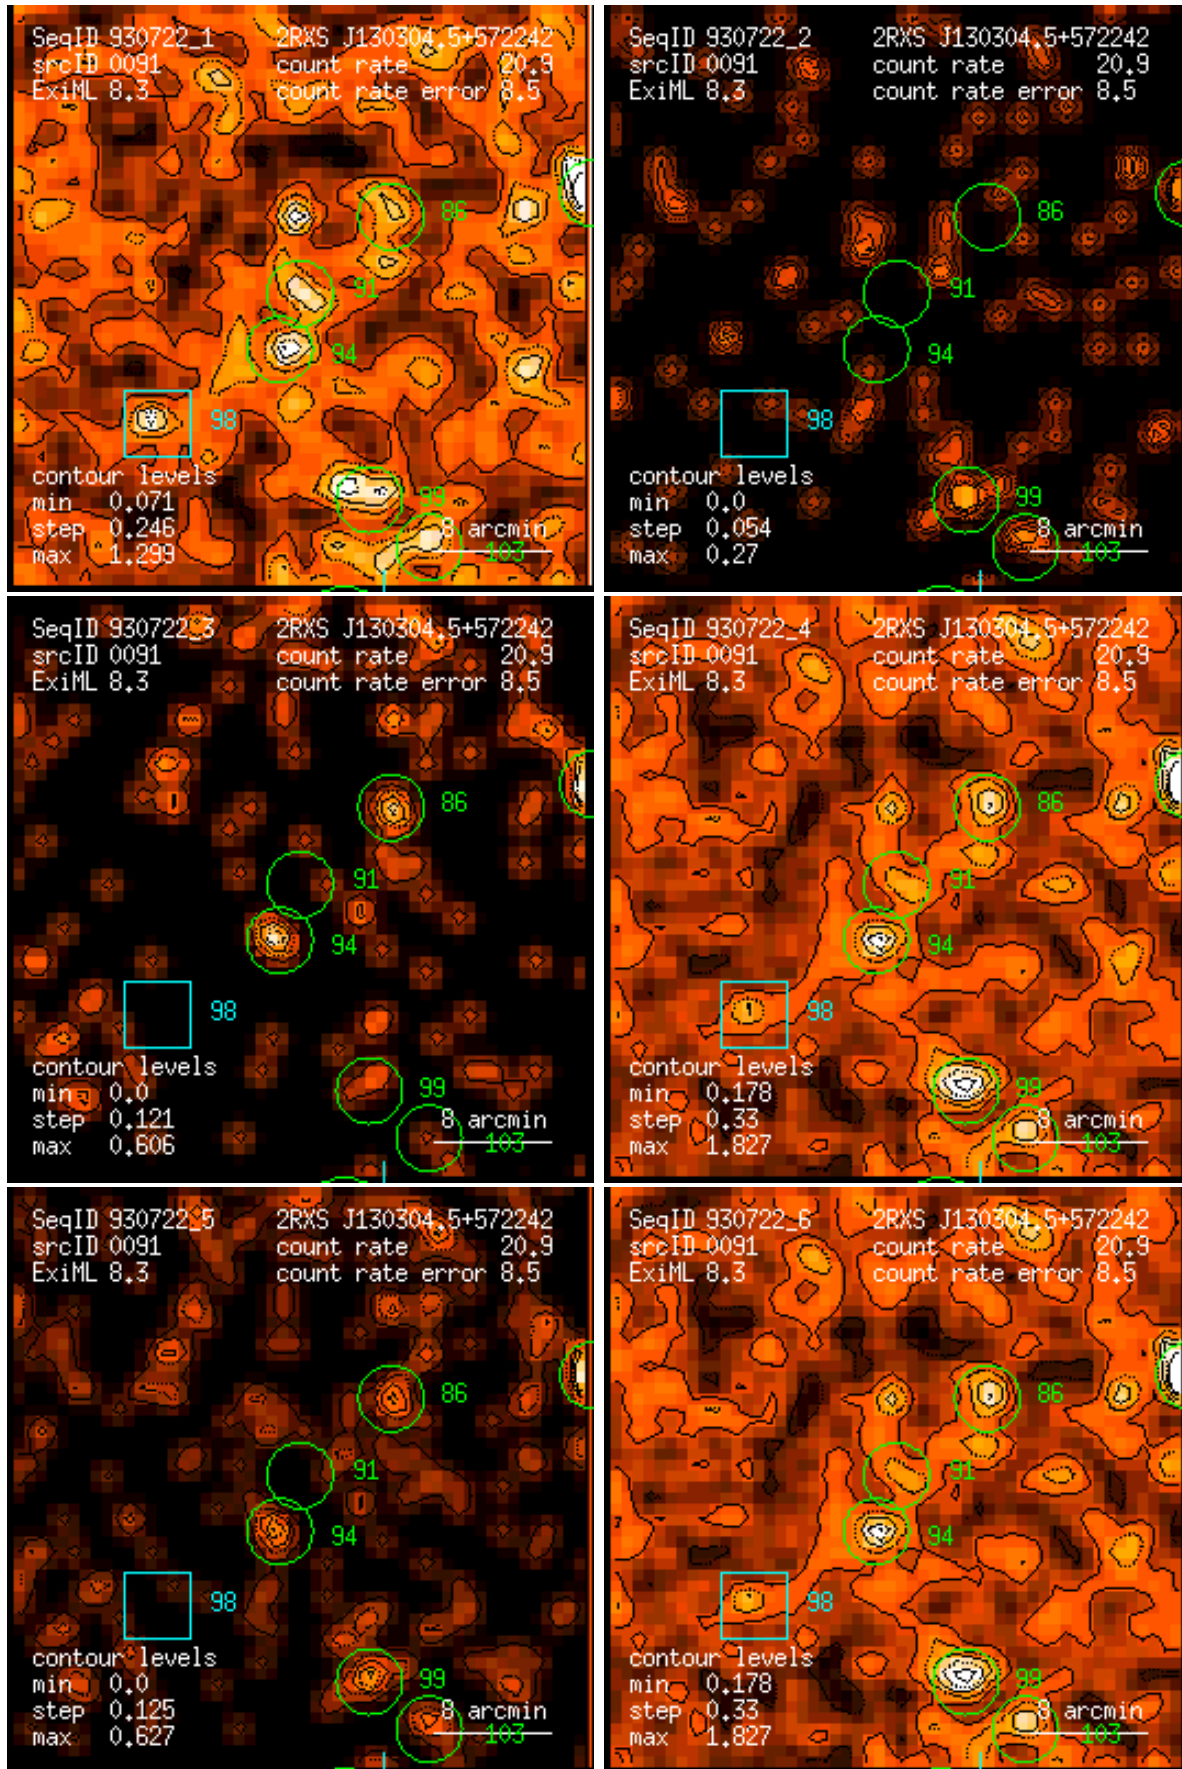 SeqID 930722_1 2RXS J130304.5+572242
srcID 0091 count rate 20.9
ExiML 8.3 count rate error 8.5
86
91
94
98
contour levels
min 0.071
99
step 0.246 8 arcmin
max 1.299 103
SeqID 930722_2 2RXS J130304.5+572242
srcID 0091 count rate 20.9
ExiML 8.3 count rate error 8.5
86
91
94
98
contour levels
min 0.0
99
step 0.054 8 arcmin
max 0.27 103
SeqID 930722_3 2RXS J130304.5+572242
srcID 0091 count rate 20.9
ExiML 8.3 count rate error 8.5
86
91
94
98
contour levels
min 0.0
99
step 0.121 8 arcmin
max 0.606 103
SeqID 930722_4 2RXS J130304.5+572242
srcID 0091 count rate 20.9
ExiML 8.3 count rate error 8.5
86
91
94
98
contour levels
min 0.178
99
step 0.33 8 arcmin
max 1.827 103
SeqID 930722_5 2RXS J130304.5+572242
srcID 0091 count rate 20.9
ExiML 8.3 count rate error 8.5
86
91
94
98
contour levels
min 0.0
99
step 0.125 8 arcmin
max 0.627 103
SeqID 930722_6 2RXS J130304.5+572242
srcID 0091 count rate 20.9
ExiML 8.3 count rate error 8.5
86
91
94
98
contour levels
min 0.178
99
step 0.33 8 arcmin
max 1.827 103